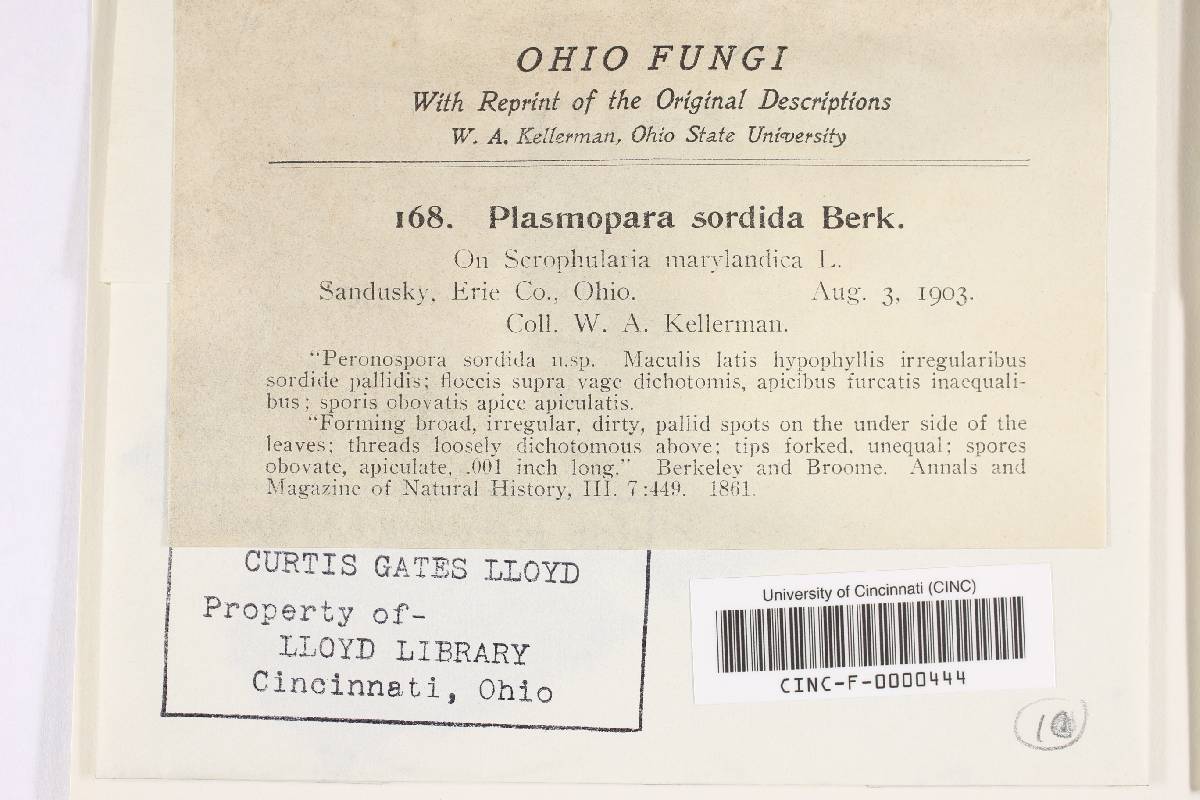 OHIO FUNGI
With Reprint of the Original Descriptions
W. A. Kellerman, Ohio State University
168. Plasmopara sordida Berk.
On Scrophularia marylandica L.
Sandusky, Erie Co., Ohio. Aug. 3, 1903.
Coll. W. A. Kellerman.
"Peronospora sordida n.sp. Maculis latis hypophyllis irregularibus
sordide pallidis; floccis supra vage dichotomis, apicibus furcatis inaequali-
bus; sporis obovatis apice apiculatis.
"Forming broad, irregular, dirty, pallid spots on the under side of the
leaves; threads loosely dichotomous above; tips forked, unequal; spores
obovate, apiculate, .001 inch long." Berkeley and Broome. Annals and
Magazine of Natural History, III. 7:449. 1861.
CURTIS GATES LLOYD
Property of-
LLOYD LIBRARY
Cincinnati, Ohio
University of Cincinnati (CINC)
CINC-F-0000444